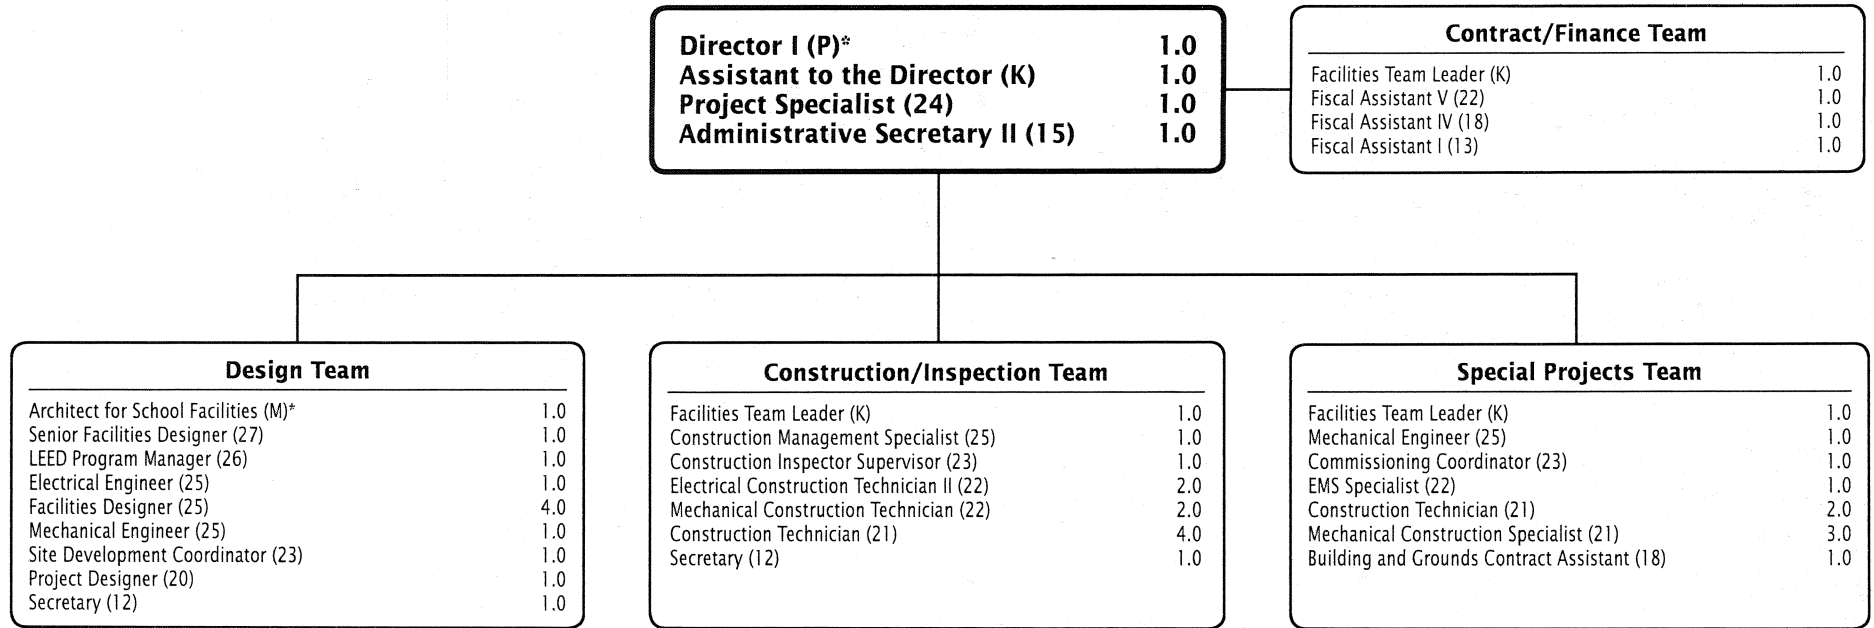 Director I (P)* 1.0
Assistant to the Director (K) 1.0
Project Specialist (24) 1.0
Administrative Secretary II (15) 1.0
Contract/Finance Team
Facilities Team Leader (K) 1.0
Fiscal Assistant V (22) 1.0
Fiscal Assistant IV (18) 1.0
Fiscal Assistant I (13) 1.0
Design Team
Architect for School Facilities (M)* 1.0
Senior Facilities Designer (27) 1.0
LEED Program Manager (26) 1.0
Electrical Engineer (25) 1.0
Facilities Designer (25) 4.0
Mechanical Engineer (25) 1.0
Site Development Coordinator (23) 1.0
Project Designer (20) 1.0
Secretary (12) 1.0
Construction/Inspection Team
Facilities Team Leader (K) 1.0
Construction Management Specialist (25) 1.0
Construction Inspector Supervisor (23) 1.0
Electrical Construction Technician II (22) 2.0
Mechanical Construction Technician (22) 2.0
Construction Technician (21) 4.0
Secretary (12) 1.0
Special Projects Team
Facilities Team Leader (K) 1.0
Mechanical Engineer (25) 1.0
Commissioning Coordinator (23) 1.0
EMS Specialist (22) 1.0
Construction Technician (21) 2.0
Mechanical Construction Specialist (21) 3.0
Building and Grounds Contract Assistant (18) 1.0